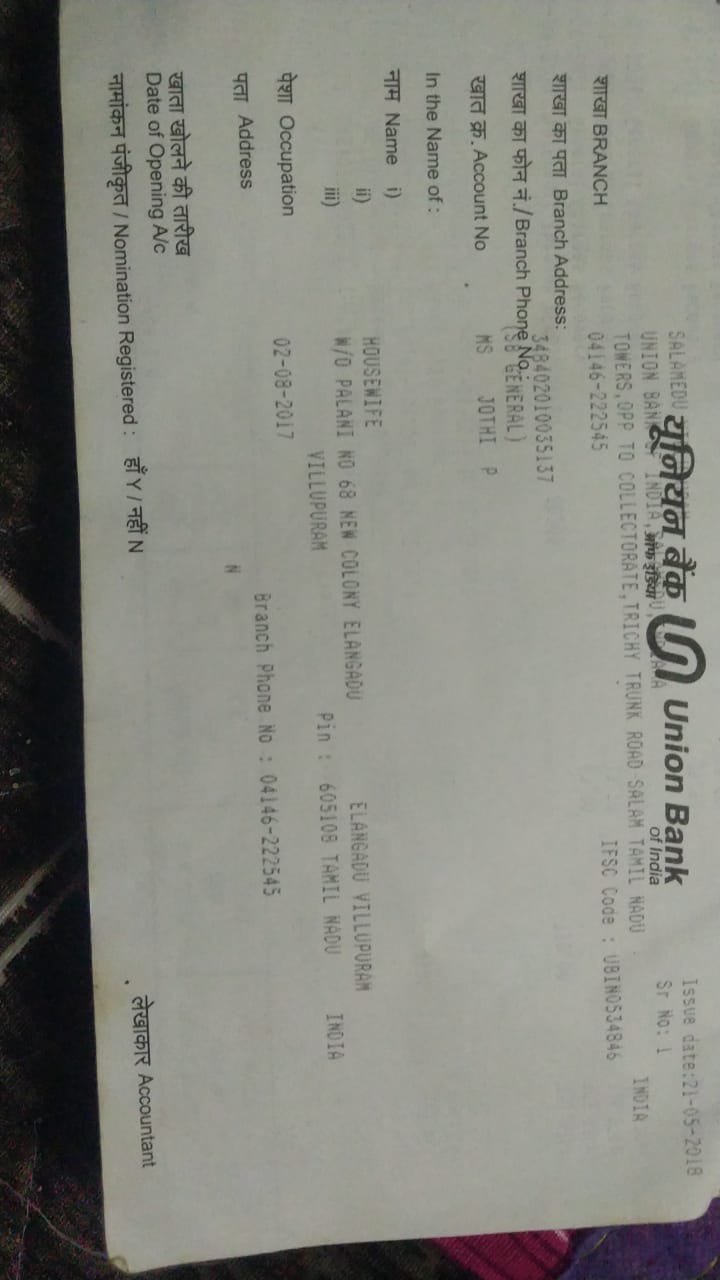 Issue date:21-05-2018
यूनियन बैंक Union Bank
ऑफ इंडिया of India
Sr No: 1
शाखा BRANCH
SALAMEDU
UNION BANK OF INDIA,
INDIA
शाखा का पता Branch Address:
TOWERS,OPP TO COLLECTORATE,TRICHY TRUNK ROAD SALAM TAMIL NADU
04146-222545 IFSC Code : UBIN0534846
शाखा का फोन नं./ Branch Phone No.:
खात क्र. Account No
348402010035137
(SB GENERAL)
In the Name of :
MS JOTHI P
नाम Name i)
ii)
iii)
पेशा Occupation
HOUSEWIFE
पता Address
W/O PALANI NO 68 NEW COLONY ELANGADU ELANGADU VILLUPURAM
VILLUPURAM Pin : 605108 TAMIL NADU INDIA
खाता खोलने की तारीख
Date of Opening A/c
02-08-2017
Branch Phone No : 04146-222545
नामांकन पंजीकृत / Nomination Registered : हाँ Y / नहीं N
N
लेखाकार Accountant